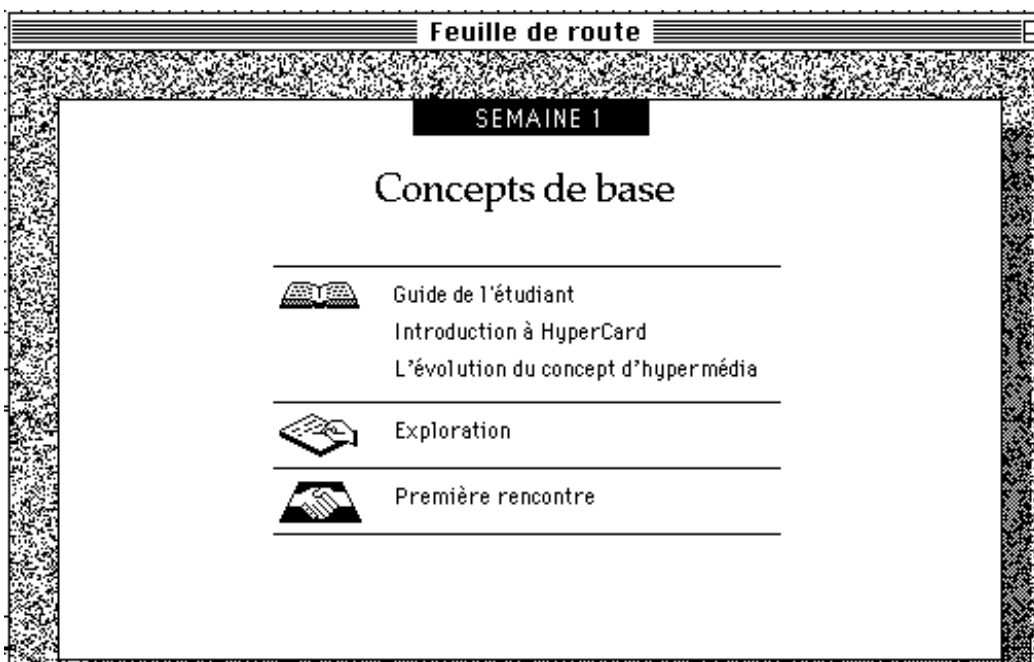 Feuille de route
SEMAINE 1
Concepts de base
Guide de l'étudiant
Introduction à HyperCard
L'évolution du concept d'hypermédia
Exploration
Première rencontre